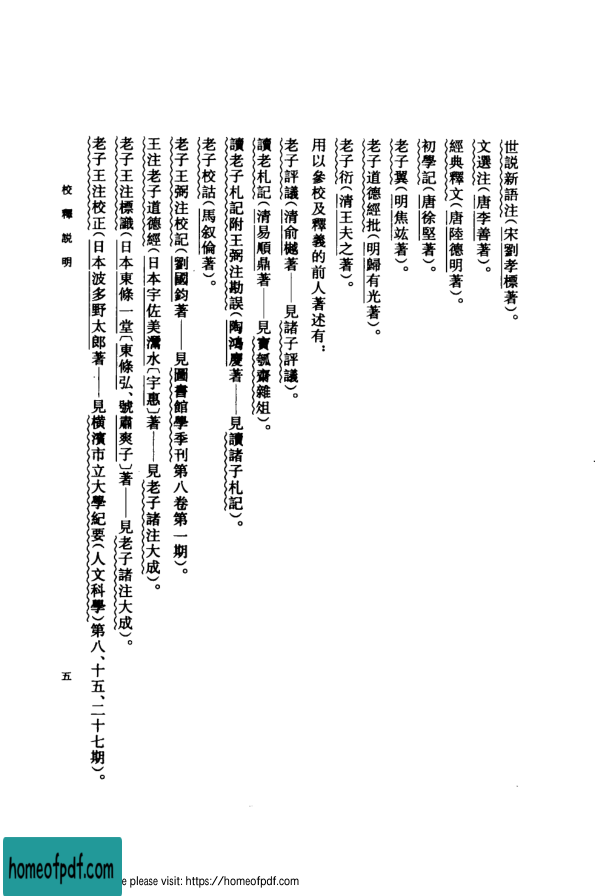 世説新語注(宋劉孝標著)。
文選注(唐李善著)。
經典釋文(唐陸德明著)。
初學記(唐徐堅著)。
老子翼(明焦竑著)。
老子道德經批(明歸有光著)。
老子衍(清王夫之著)。
用以參校及釋義的前人著述有:
老子評議(清俞樾著——見諸子評議)。
讀老札記(清易順鼎著——見寶瓠齋雜俎)。
讀老子札記附王弼注勘誤(陶鴻慶著——見讀諸子札記)。
老子校詁(馬叙倫著)。
老子王弼注校記(劉國鈞著——見圖書館學季刊第八卷第一期)。
王注老子道德經(日本宇佐美灊水〔宇惠〕著——見老子諸注大成)。
老子王注標識(日本東條一堂〔東條弘、號肅爽子〕著——見老子諸注大成)。
老子王注校正(日本波多野太郎著——見横濱市立大學紀要(人文科學)第八、十五、二十七期)。
校釋説明
五
homeofpdf.com
e please visit: https://homeofpdf.com